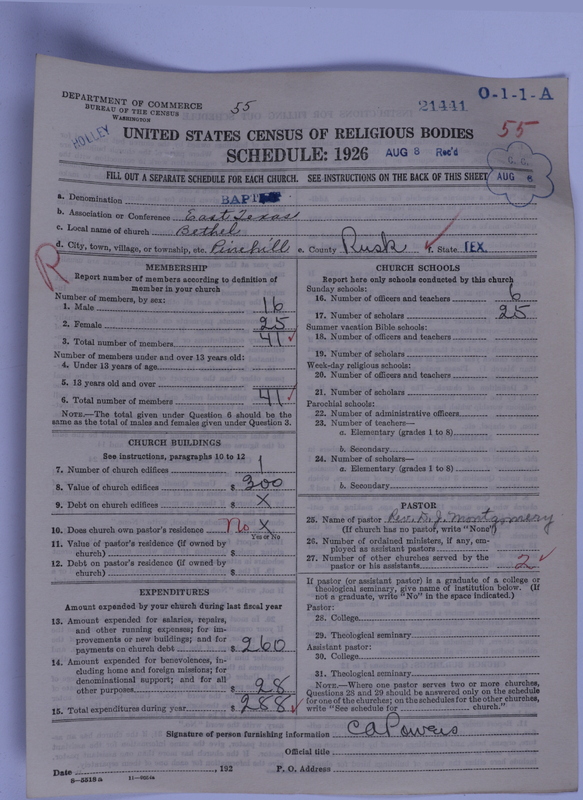 DEPARTMENT OF COMMERCE
BUREAU OF THE CENSUS
WASHINGTON
55
21441
O-1-1-A
HOLLEY
UNITED STATES CENSUS OF RELIGIOUS BODIES
55
SCHEDULE: 1926
AUG 8 Rec'd
C. C.
AUG 8
FILL OUT A SEPARATE SCHEDULE FOR EACH CHURCH. SEE INSTRUCTIONS ON THE BACK OF THIS SHEET
a. Denomination BAPT
b. Association or Conference East Texas
c. Local name of church Bethel
d. City, town, village, or township, etc. Pinehill e. County Rusk f. State TEX.
R
MEMBERSHIP
Report number of members according to definition of
member in your church
Number of members, by sex:
1. Male 16
2. Female 25
3. Total number of members 41
Number of members under and over 13 years old:
4. Under 13 years of age
5. 13 years old and over
6. Total number of members 41
NOTE.—The total given under Question 6 should be the
same as the total of males and females given under Question 3.
CHURCH BUILDINGS
See instructions, paragraphs 10 to 12
7. Number of church edifices 1
8. Value of church edifices $ 300
9. Debt on church edifices $ X
10. Does church own pastor's residence No X
Yes or No
11. Value of pastor's residence (if owned by
church) $
12. Debt on pastor's residence (if owned by
church) $
EXPENDITURES
Amount expended by your church during last fiscal year
13. Amount expended for salaries, repairs,
and other running expenses; for im-
provements or new buildings; and for
payments on church debt $ 260
14. Amount expended for benevolences, in-
cluding home and foreign missions; for
denominational support; and for all
other purposes $ 28
15. Total expenditures during year $ 288
CHURCH SCHOOLS
Report here only schools conducted by this church
Sunday schools:
16. Number of officers and teachers 6
17. Number of scholars 25
Summer vacation Bible schools:
18. Number of officers and teachers
19. Number of scholars
Week-day religious schools:
20. Number of officers and teachers
21. Number of scholars
Parochial schools:
22. Number of administrative officers
23. Number of teachers—
a. Elementary (grades 1 to 8)
b. Secondary
24. Number of scholars—
a. Elementary (grades 1 to 8)
b. Secondary
PASTOR
25. Name of pastor Rev. D. J. Montgomery
(If church has no pastor, write "None")
26. Number of ordained ministers, if any, em-
ployed as assistant pastors
27. Number of other churches served by the
pastor or his assistants 2
If pastor (or assistant pastor) is a graduate of a college or
theological seminary, give name of institution below. (If
not a graduate, write "No" in the space indicated.)
Pastor:
28. College
29. Theological seminary
Assistant pastor:
30. College
31. Theological seminary
NOTE.—Where one pastor serves two or more churches,
Questions 28 and 29 should be answered only on the schedule
for one of the churches; on the schedules for the other churches,
write "See schedule for church."
Signature of person furnishing information C A Powers
Official title
Date , 192 P. O. Address